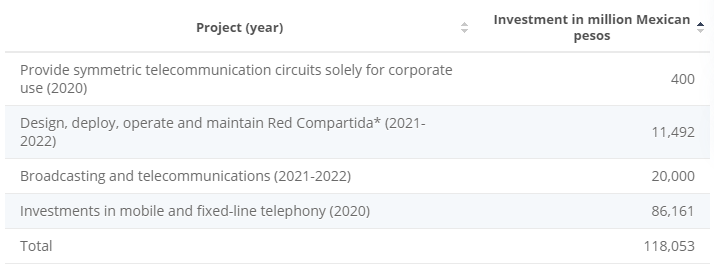 Project (year)
Investment in million Mexican
pesos
Provide symmetric telecommunication circuits solely for corporate
use (2020)
400
Design, deploy, operate and maintain Red Compartida* (2021-
2022)
11,492
Broadcasting and telecommunications (2021-2022)
20,000
Investments in mobile and fixed-line telephony (2020)
86,161
Total
118,053